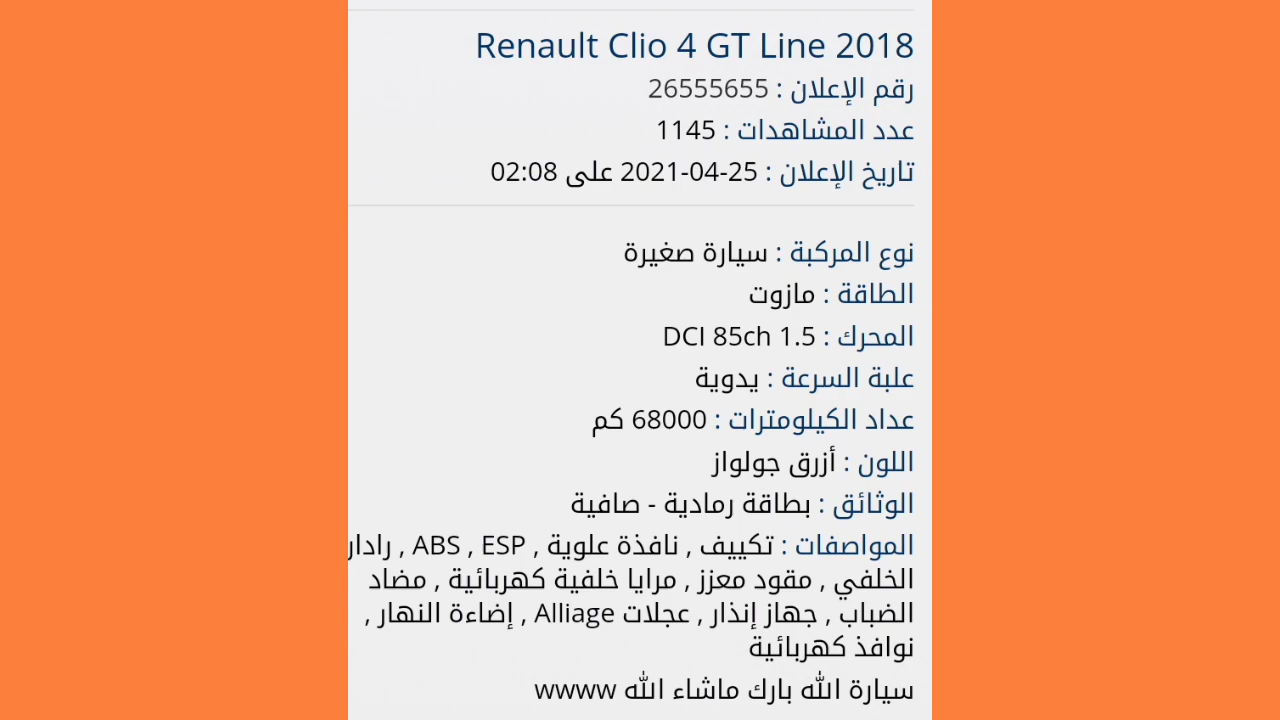 Renault Clio 4 GT Line 2018
رقم الإعلان : 26555655
عدد المشاهدات : 1145
تاريخ الإعلان : 25-04-2021 على 02:08
نوع المركبة : سيارة صغيرة
الطاقة : مازوت
المحرك : 1.5 DCI 85ch
علبة السرعة : يدوية
عداد الكيلومترات : 68000 كم
اللون : أزرق جولواز
الوثائق : بطاقة رمادية - صافية
المواصفات : تكييف , نافذة علوية , ABS , ESP , رادار
الخلفي , مقود معزز , مرايا خلفية كهربائية , مضاد
الضباب , جهاز إنذار , عجلات Alliage , إضاءة النهار ,
نوافذ كهربائية
سيارة الله بارك ماشاء الله wwww